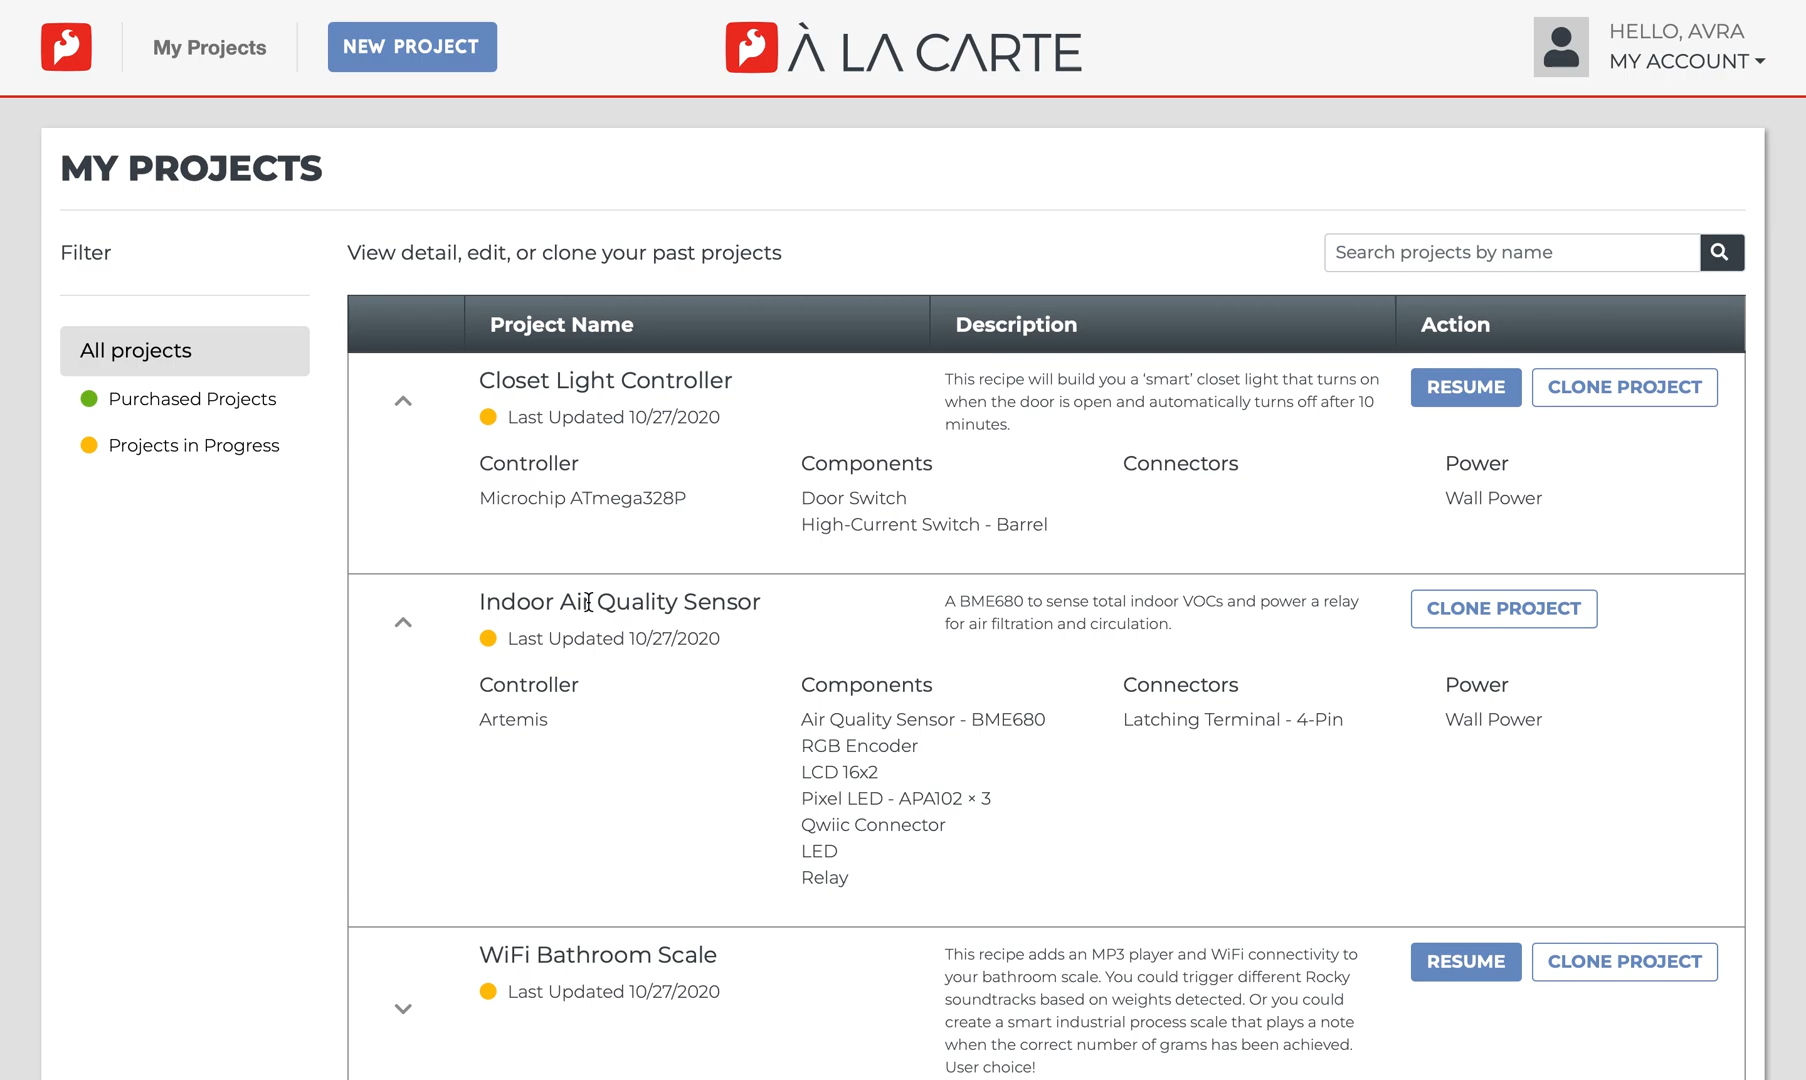 My Projects
NEW PROJECT
À LA CARTE
HELLO, AVRA
MY ACCOUNT
MY PROJECTS
Filter
View detail, edit, or clone your past projects
Search projects by name
All projects
Purchased Projects
Projects in Progress
Project Name
Description
Action
Closet Light Controller
Last Updated 10/27/2020
This recipe will build you a ‘smart’ closet light that turns on
when the door is open and automatically turns off after 10
minutes.
RESUME
CLONE PROJECT
Controller
Microchip ATmega328P
Components
Door Switch
High-Current Switch - Barrel
Connectors
Power
Wall Power
Indoor Air Quality Sensor
Last Updated 10/27/2020
A BME680 to sense total indoor VOCs and power a relay
for air filtration and circulation.
CLONE PROJECT
Controller
Artemis
Components
Air Quality Sensor - BME680
RGB Encoder
LCD 16x2
Pixel LED - APA102 × 3
Qwiic Connector
LED
Relay
Connectors
Latching Terminal - 4-Pin
Power
Wall Power
WiFi Bathroom Scale
Last Updated 10/27/2020
This recipe adds an MP3 player and WiFi connectivity to
your bathroom scale. You could trigger different Rocky
soundtracks based on weights detected. Or you could
create a smart industrial process scale that plays a note
when the correct number of grams has been achieved.
User choice!
RESUME
CLONE PROJECT